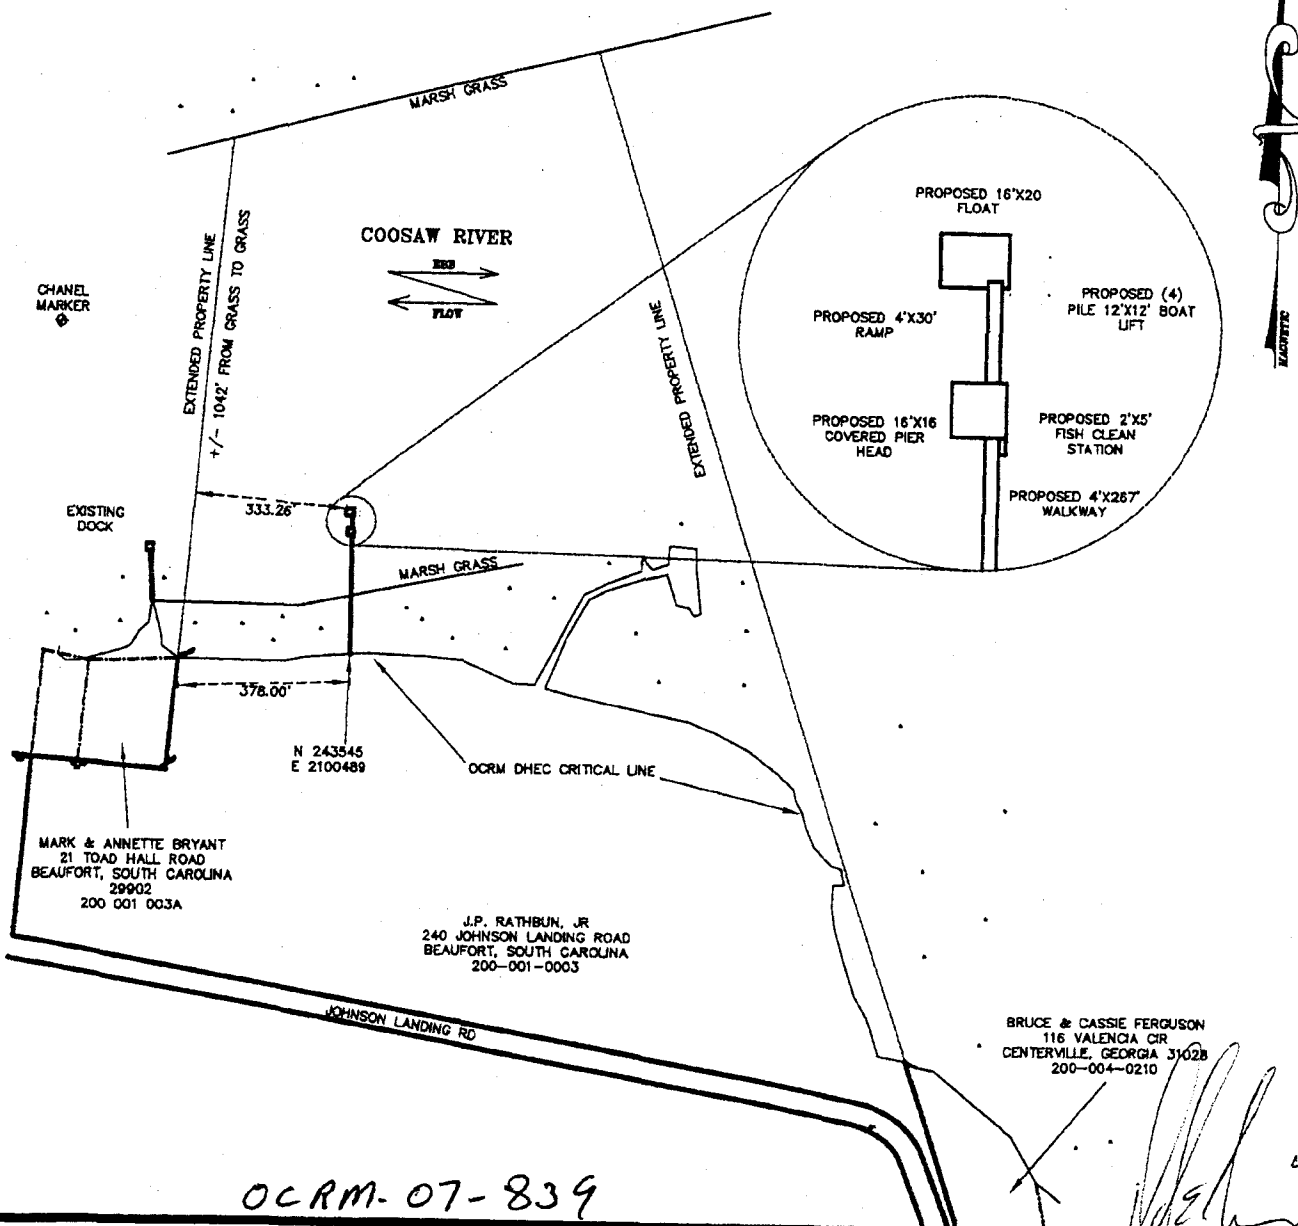 MARSH GRASS
COOSAW RIVER
EBB
FLOW
EXTENDED PROPERTY LINE
+/- 1042' FROM GRASS TO GRASS
CHANEL
MARKER
EXTENDED PROPERTY LINE
PROPOSED 16'X20
FLOAT
PROPOSED 4'X30'
RAMP
PROPOSED (4)
PILE 12'X12' BOAT
LIFT
PROPOSED 16'X16
COVERED PIER
HEAD
PROPOSED 2'X5'
FISH CLEAN
STATION
PROPOSED 4'X267'
WALKWAY
MAGNETIC
EXISTING
DOCK
333.26'
MARSH GRASS
378.00'
N 243545
E 2100489
OCRM DHEC CRITICAL LINE
MARK & ANNETTE BRYANT
21 TOAD HALL ROAD
BEAUFORT, SOUTH CAROLINA
29902
200 001 003A
J.P. RATHBUN, JR
240 JOHNSON LANDING ROAD
BEAUFORT, SOUTH CAROLINA
200-001-0003
JOHNSON LANDING RD
BRUCE & CASSIE FERGUSON
116 VALENCIA CIR
CENTERVILLE, GEORGIA 31028
200-004-0210
OCRM-07-839